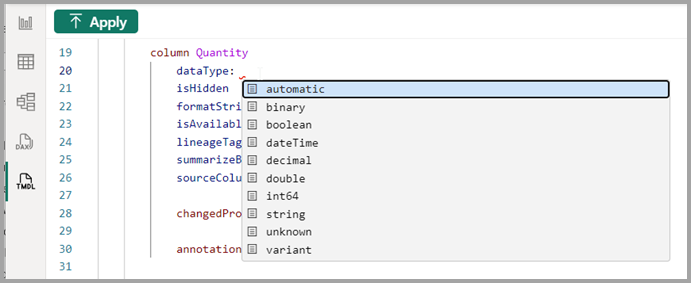 Apply
19 column Quantity
20 dataType:
21 isHidden automatic
22 formatStri binary
23 isAvailabl boolean
24 lineageTag dateTime
25 summarizeB decimal
26 sourceColu double
27 int64
28 changedPro string
29 unknown
30 annotation variant
31
DAX
TMDL